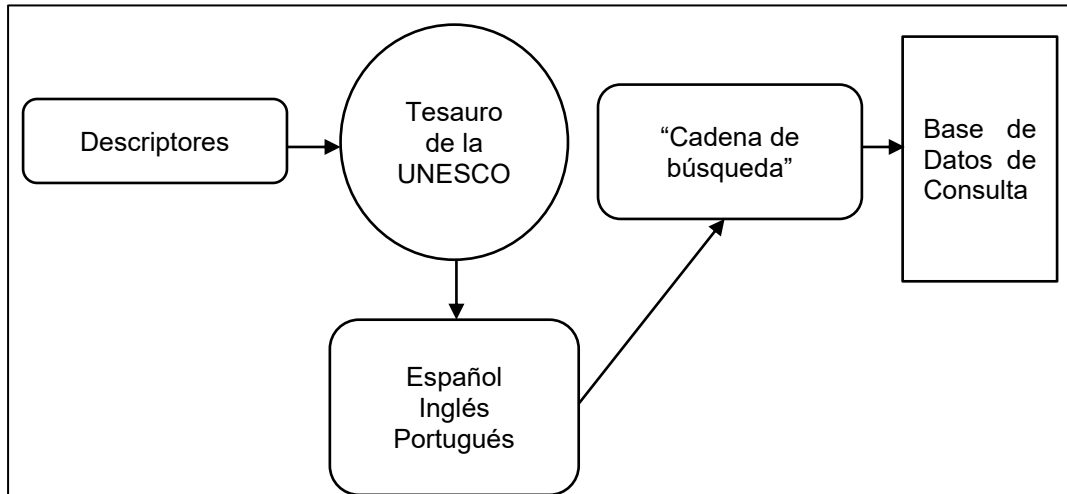 Descriptores
Tesauro
de la
UNESCO
Español
Inglés
Portugués
“Cadena de
búsqueda”
Base de
Datos de
Consulta